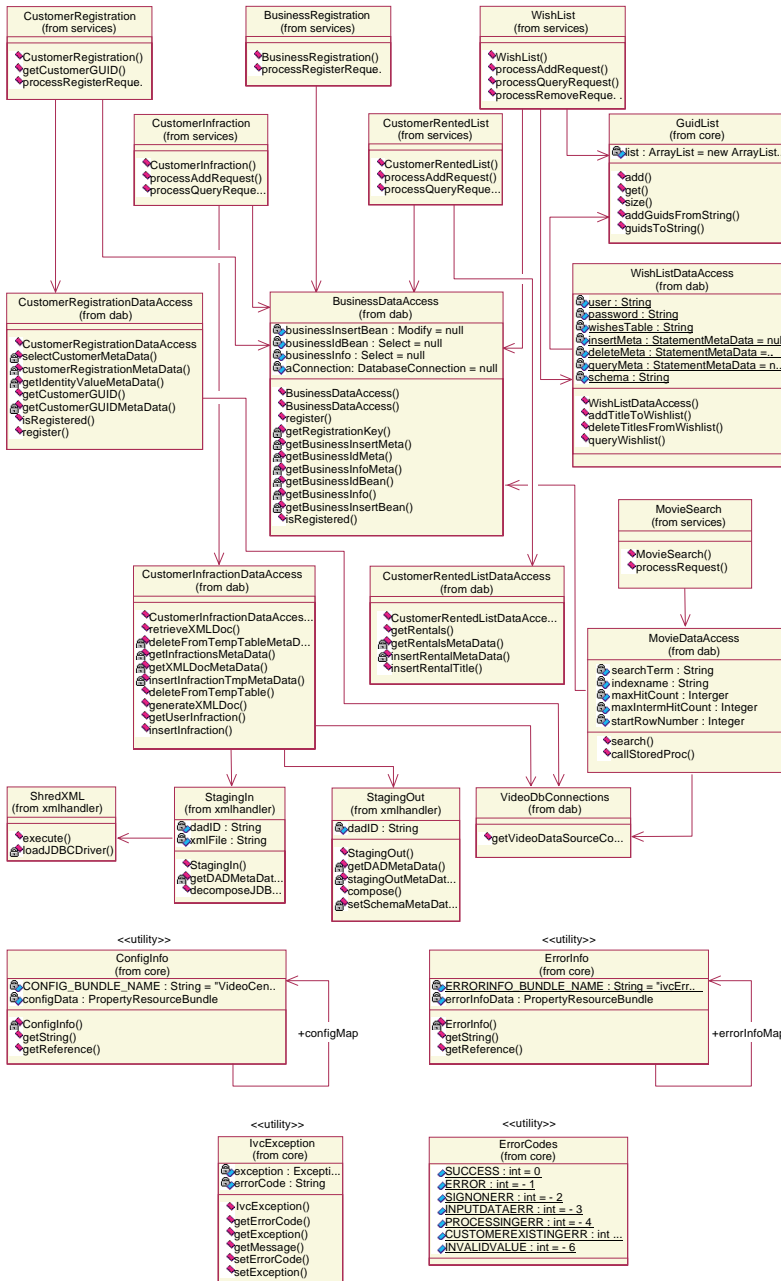 CustomerRegistration
(from services)
CustomerRegistration()
getCustomerGUID()
processRegisterReque.
BusinessRegistration
(from services)
BusinessRegistration()
processRegisterReque.
WishList
(from services)
WishList()
processAddRequest()
processQueryRequest()
processRemoveReque. .
CustomerInfraction
(from services)
CustomerInfraction()
processAddRequest()
processQueryReque...
CustomerRentedList
(from services)
CustomerRentedList()
processAddRequest()
processQueryReque...
GuidList
(from core)
list : ArrayList = new ArrayList..
add()
get()
size()
addGuidsFromString()
guidsToString()
CustomerRegistrationDataAccess
(from dab)
CustomerRegistrationDataAccess
selectCustomerMetaData()
customerRegistrationMetaData()
getIdentityValueMetaData()
getCustomerGUID()
getCustomerGUIDMetaData()
isRegistered()
register()
BusinessDataAccess
(from dab)
businessInsertBean : Modify = null
businessIdBean : Select = null
businessInfo : Select = null
aConnection : DatabaseConnection = null
BusinessDataAccess()
BusinessDataAccess()
register()
getRegistrationKey()
getBusinessInsertMeta()
getBusinessIdMeta()
getBusinessInfoMeta()
getBusinessIdBean()
getBusinessInfo()
getBusinessInsertBean()
isRegistered()
WishListDataAccess
(from dab)
user : String
password : String
wishesTable : String
insertMeta : StatementMetaData = nul
deleteMeta : StatementMetaData =..
queryMeta : StatementMetaData = n..
schema : String
WishListDataAccess()
addTitleToWishlist()
deleteTitlesFromWishlist()
queryWishlist()
MovieSearch
(from services)
MovieSearch()
processRequest()
CustomerInfractionDataAccess
(from dab)
CustomerInfractionDataAcces...
retrieveXMLDoc()
deleteFromTempTableMetaD...
getInfractionsMetaData()
getXMLDocMetaData()
insertInfractionTmpMetaData()
deleteFromTempTable()
generateXMLDoc()
getUserInfraction()
insertInfraction()
CustomerRentedListDataAccess
(from dab)
CustomerRentedListDataAcce...
getRentals()
getRentalsMetaData()
insertRentalMetaData()
insertRentalTitle()
MovieDataAccess
(from dab)
searchTerm : String
indexname : String
maxHitCount : Interger
maxIntermHitCount : Integer
startRowNumber : Integer
search()
callStoredProc()
ShredXML
(from xmlhandler)
execute()
loadJDBCDriver()
StagingIn
(from xmlhandler)
dadID : String
xmlFile : String
StagingIn()
getDADMetaDat...
decomposeJDB...
StagingOut
(from xmlhandler)
dadID : String
StagingOut()
getDADMetaData()
stagingOutMetaDat...
compose()
setSchemaMetaDat...
VideoDbConnections
(from dab)
getVideoDataSourceCo...
<<utility>>
ConfigInfo
(from core)
CONFIG_BUNDLE_NAME : String = "VideoCen..
configData : PropertyResourceBundle
ConfigInfo()
getString()
getReference()
+configMap
<<utility>>
ErrorInfo
(from core)
ERRORINFO_BUNDLE_NAME : String = "ivcErr..
errorInfoData : PropertyResourceBundle
ErrorInfo()
getString()
getReference()
+errorInfoMap
<<utility>>
IvcException
(from core)
exception : Excepti...
errorCode : String
IvcException()
getErrorCode()
getException()
getMessage()
setErrorCode()
setException()
<<utility>>
ErrorCodes
(from core)
SUCCESS : int = 0
ERROR : int = - 1
SIGNONERR : int = - 2
INPUTDATAERR : int = - 3
PROCESSINGERR : int = - 4
CUSTOMEREXISTINGERR : int ...
INVALIDVALUE : int = - 6